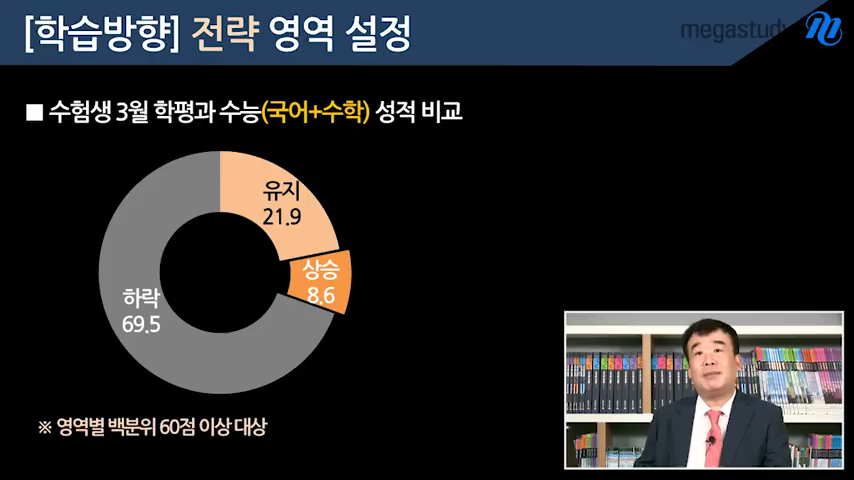 [학습방향] 전략 영역 설정
megastudy
■ 수험생 3월 학평과 수능(국어+수학) 성적 비교
유지
21.9
상승
8.6
하락
69.5
※ 영역별 백분위 60점 이상 대상